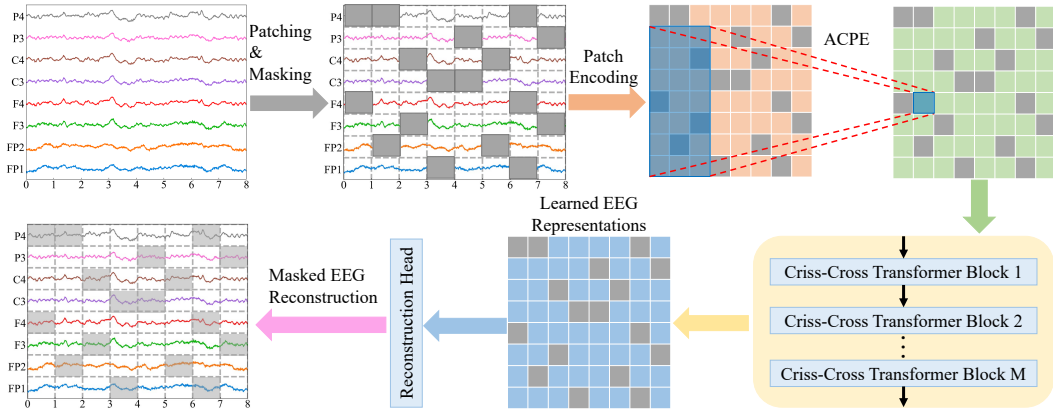 P4
P3
C4
C3
F4
F3
FP2
FP1
0 1 2 3 4 5 6 7 8
Patching
&
Masking
P4
P3
C4
C3
F4
F3
FP2
FP1
0 1 2 3 4 5 6 7 8
Patch
Encoding
ACPE
P4
P3
C4
C3
F4
F3
FP2
FP1
0 1 2 3 4 5 6 7 8
Masked EEG
Reconstruction
Reconstruction Head
Learned EEG
Representations
Criss-Cross Transformer Block 1
Criss-Cross Transformer Block 2
Criss-Cross Transformer Block M